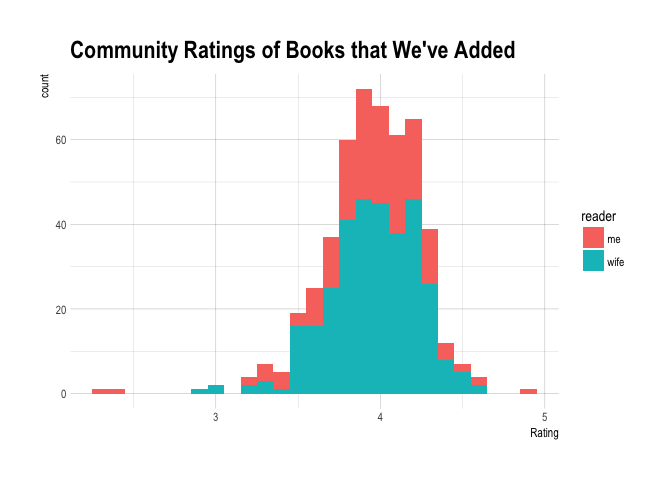 Community Ratings of Books that We've Added
count
60
40
20
0
3 4 5
Rating
reader
me
wife